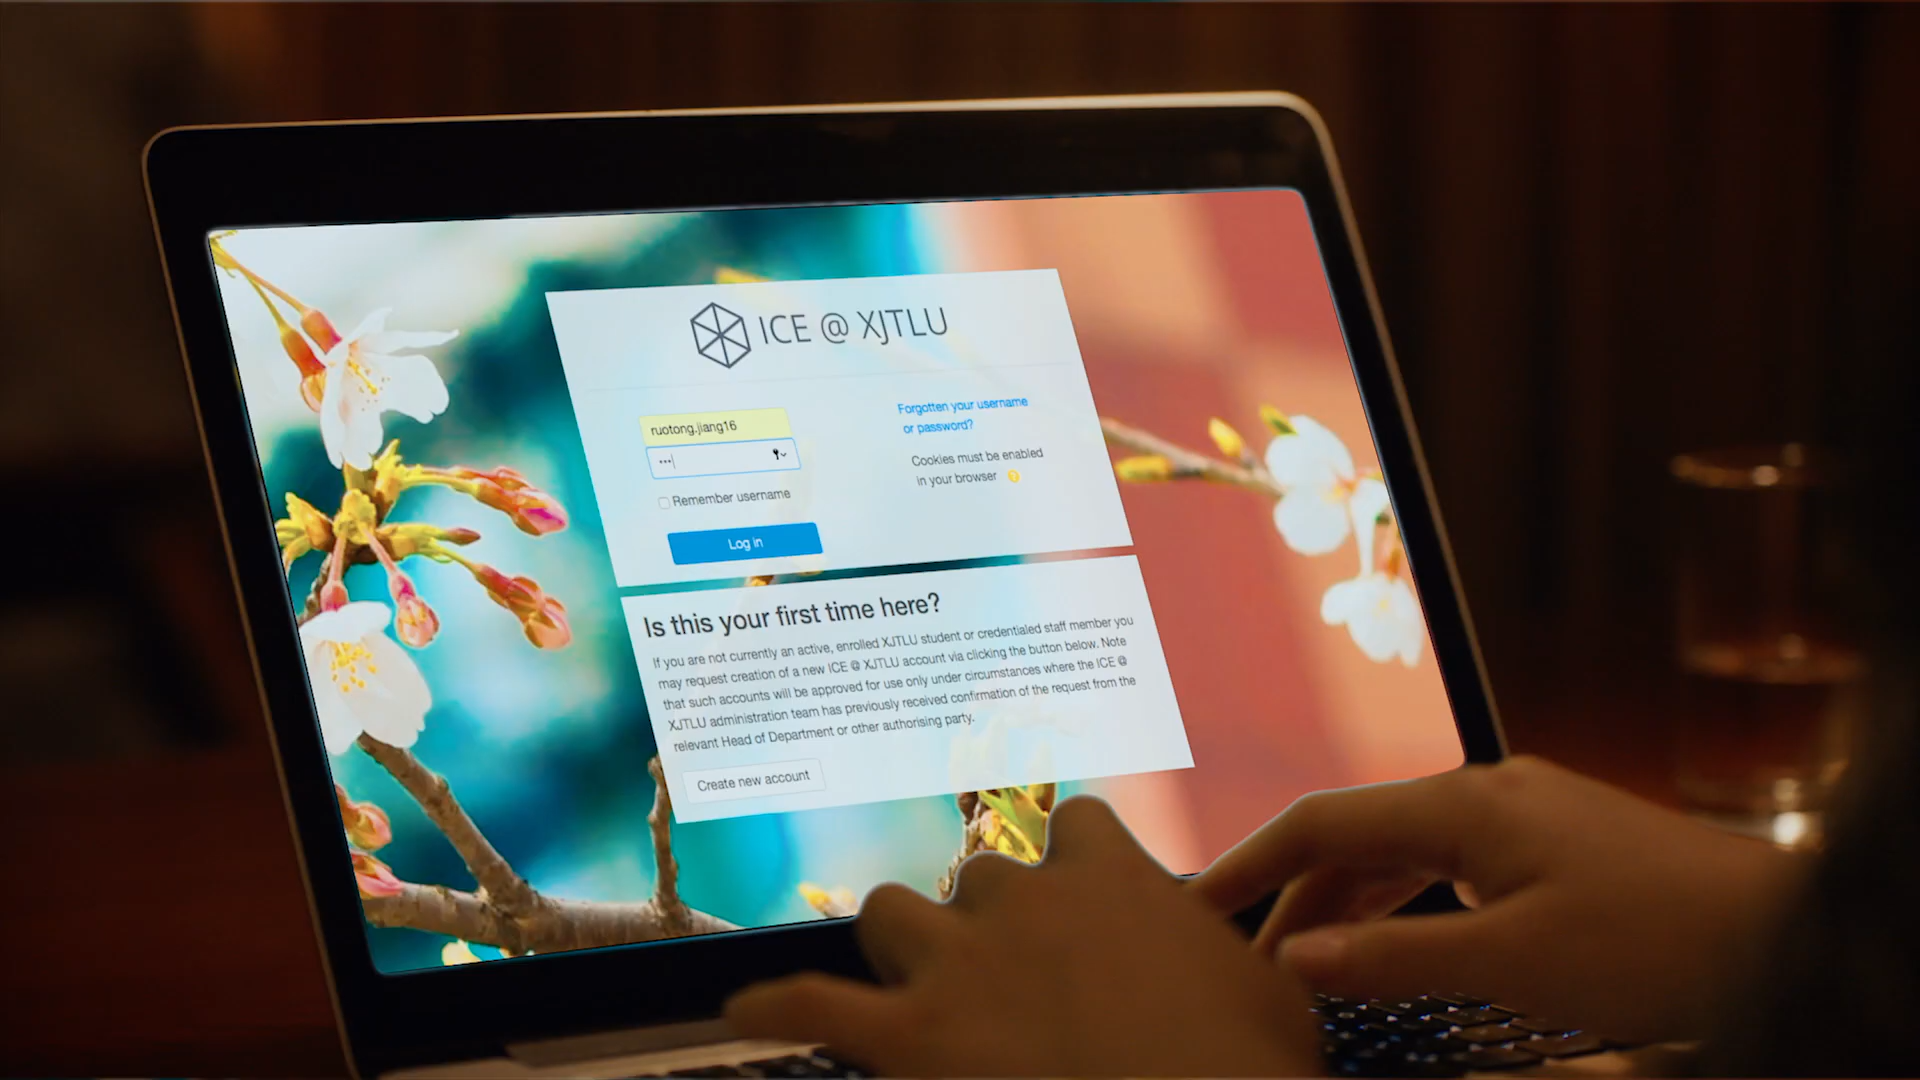 ICE @ XJTLU
ruotong.jiang16
•••
Remember username
Log in
Forgotten your username
or password?
Cookies must be enabled
in your browser ?
Is this your first time here?
If you are not currently an active, enrolled XJTLU student or credentialed staff member you
may request creation of a new ICE @ XJTLU account via clicking the button below. Note
that such accounts will be approved for use only under circumstances where the ICE @
XJTLU administration team has previously received confirmation of the request from the
relevant Head of Department or other authorising party.
Create new account